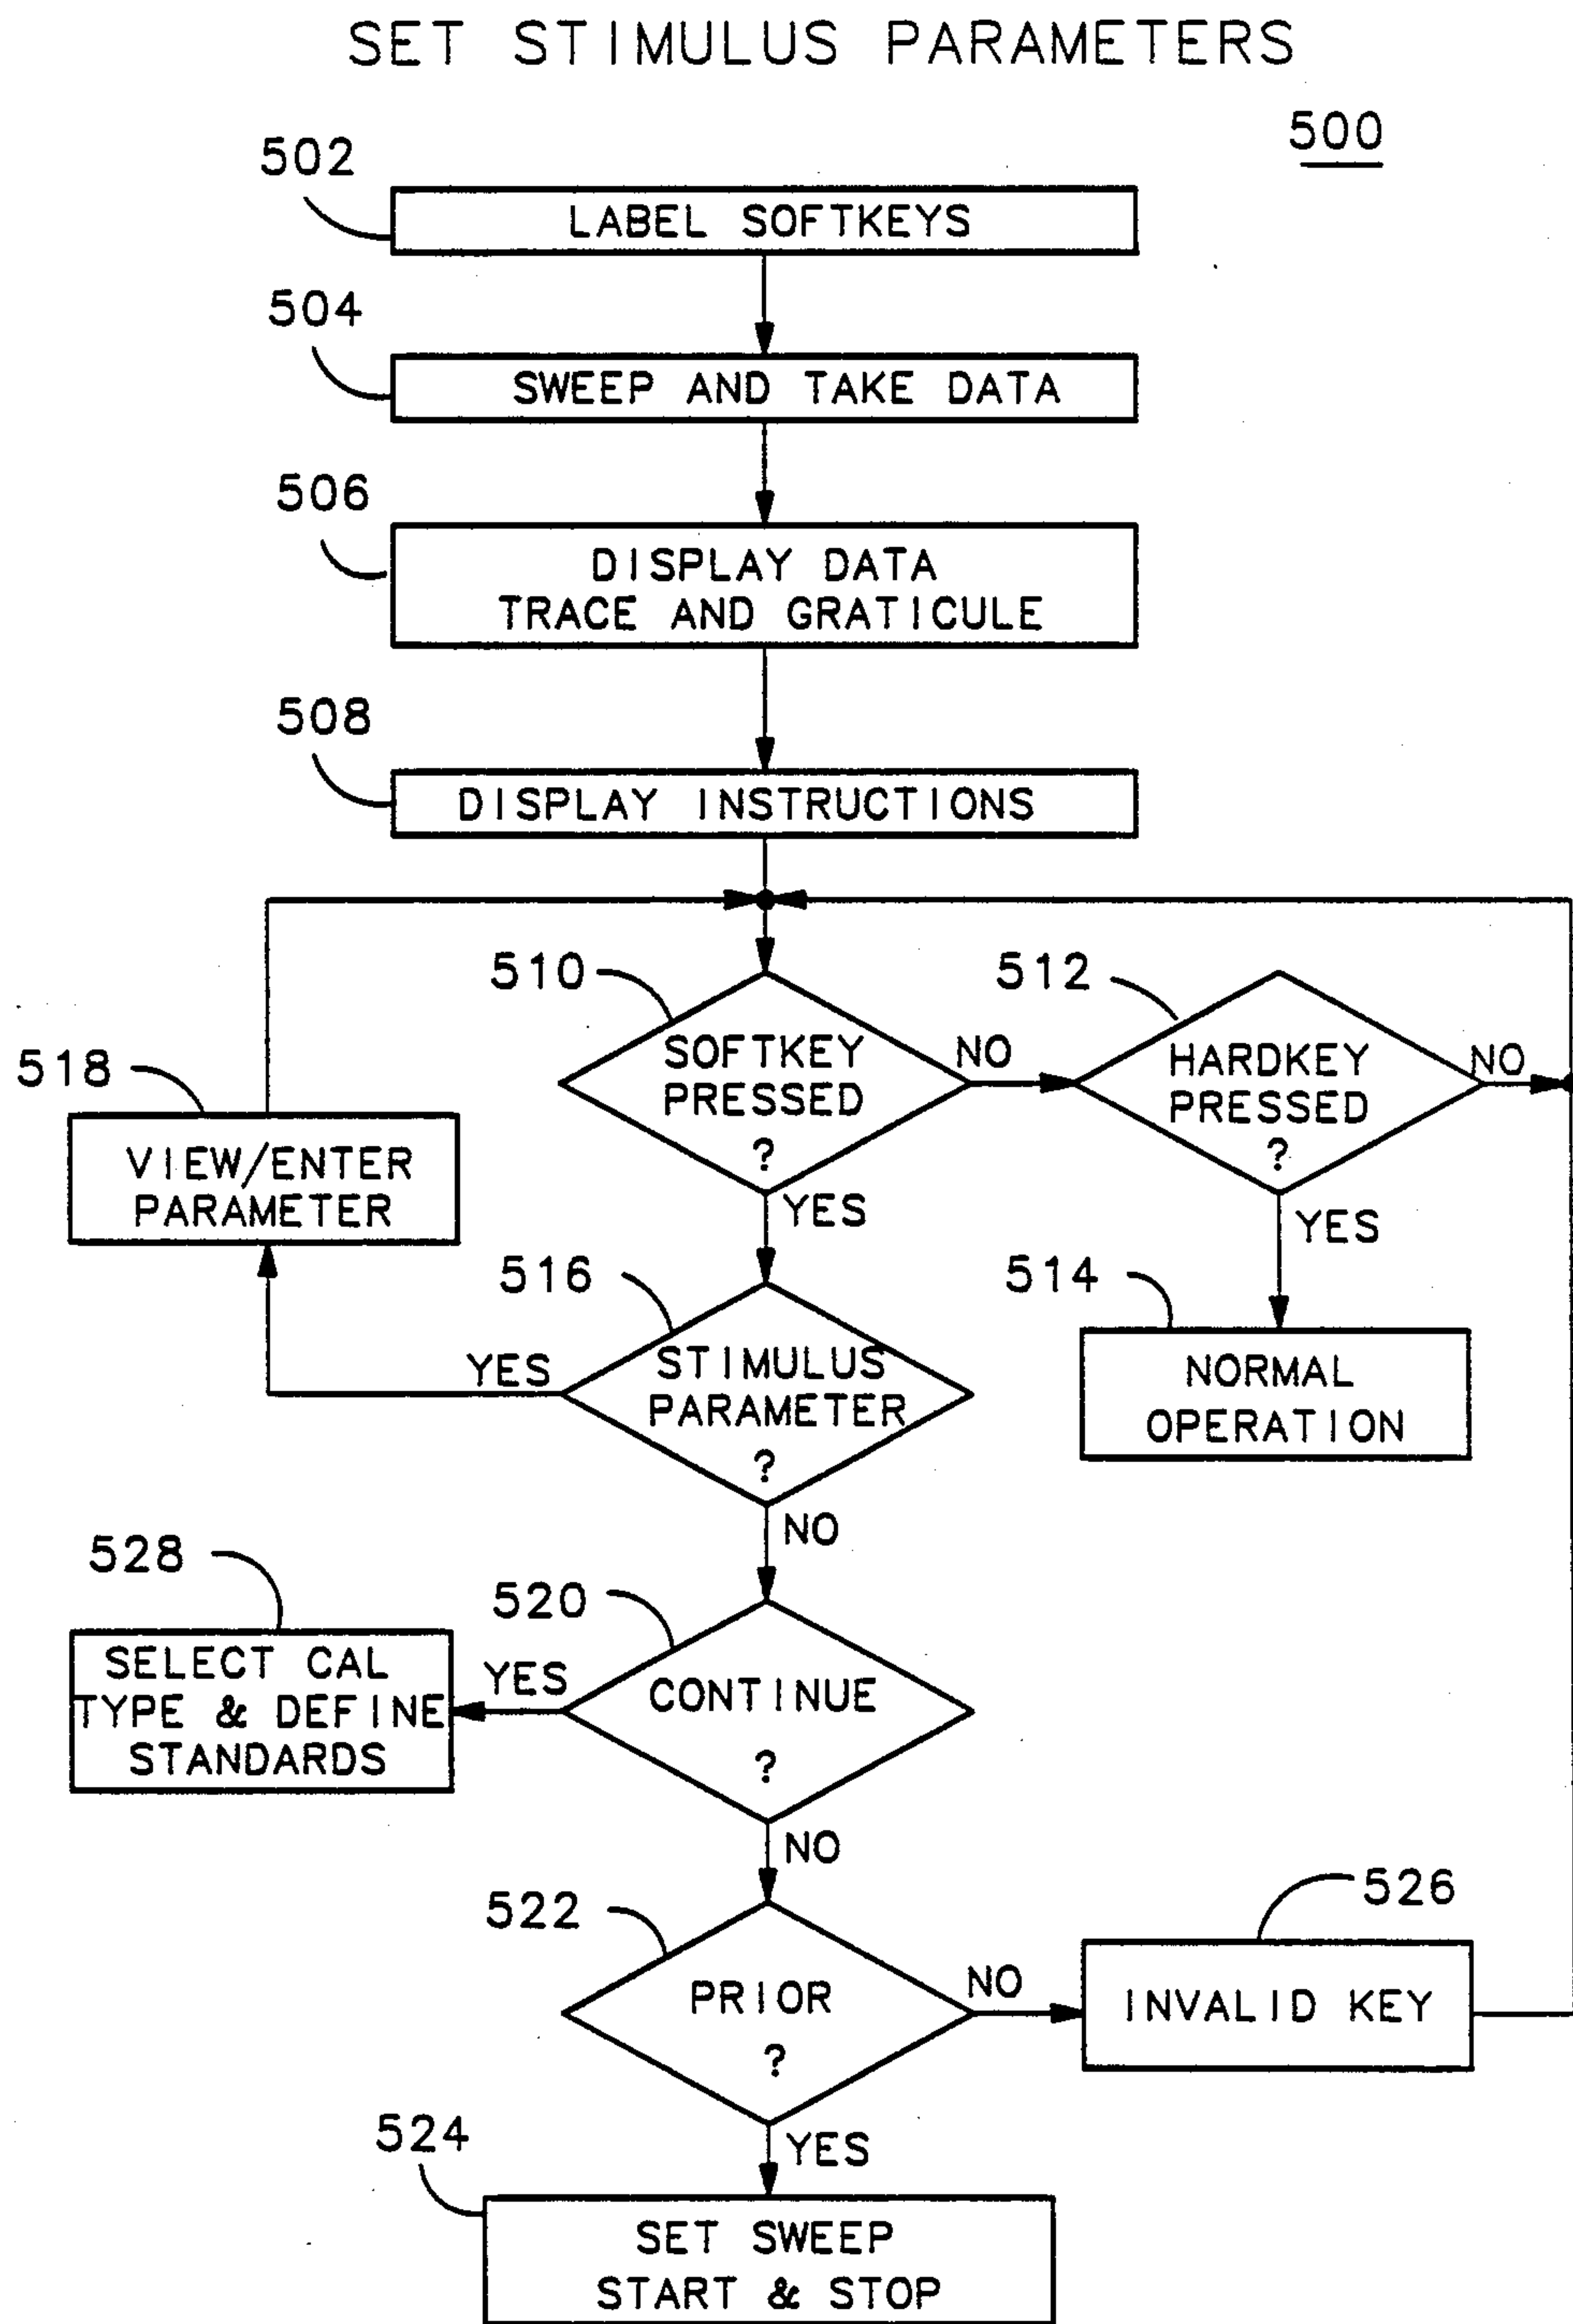 SET STIMULUS PARAMETERS
500
502
LABEL SOFTKEYS
504
SWEEP AND TAKE DATA
506
DISPLAY DATA
TRACE AND GRATICULE
508
DISPLAY INSTRUCTIONS
510
SOFTKEY
PRESSED
?
NO
YES
512
HARDKEY
PRESSED
?
NO
YES
514
NORMAL
OPERATION
518
VIEW/ENTER
PARAMETER
516
STIMULUS
PARAMETER
?
YES
NO
528
SELECT CAL
TYPE & DEFINE
STANDARDS
520
CONTINUE
?
YES
NO
522
PRIOR
?
NO
YES
526
INVALID KEY
524
SET SWEEP
START & STOP